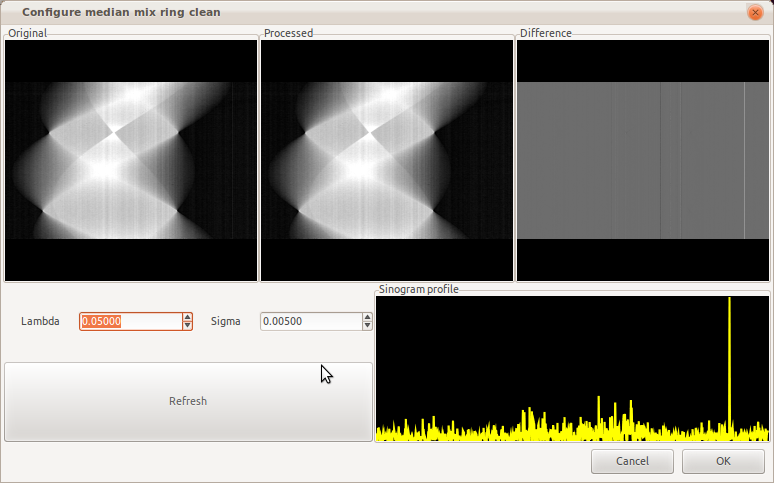 Configure median mix ring clean
Original
Processed
Difference
Sinogram profile
Lambda
0.05000
Sigma
0.00500
Refresh
Cancel
OK